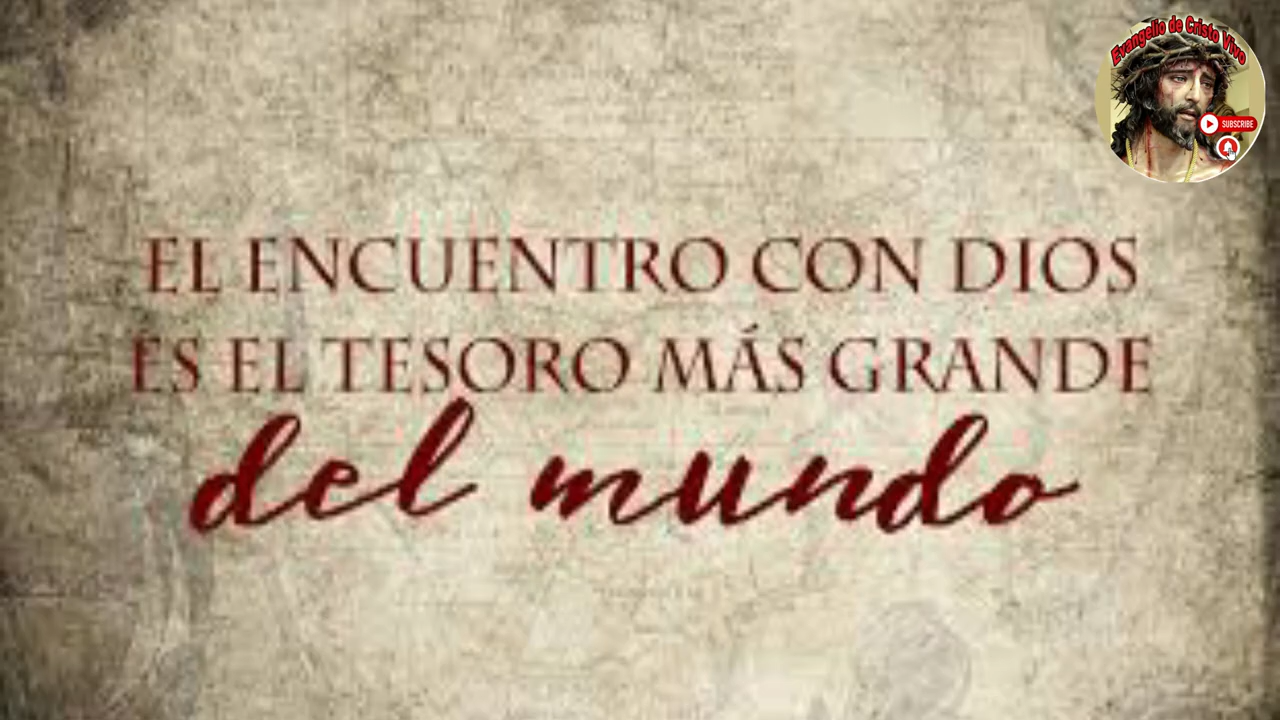 Evangelio de Cristo Vivo
SUBSCRIBE
EL ENCUENTRO CON DIOS
ES EL TESORO MÁS GRANDE
del mundo